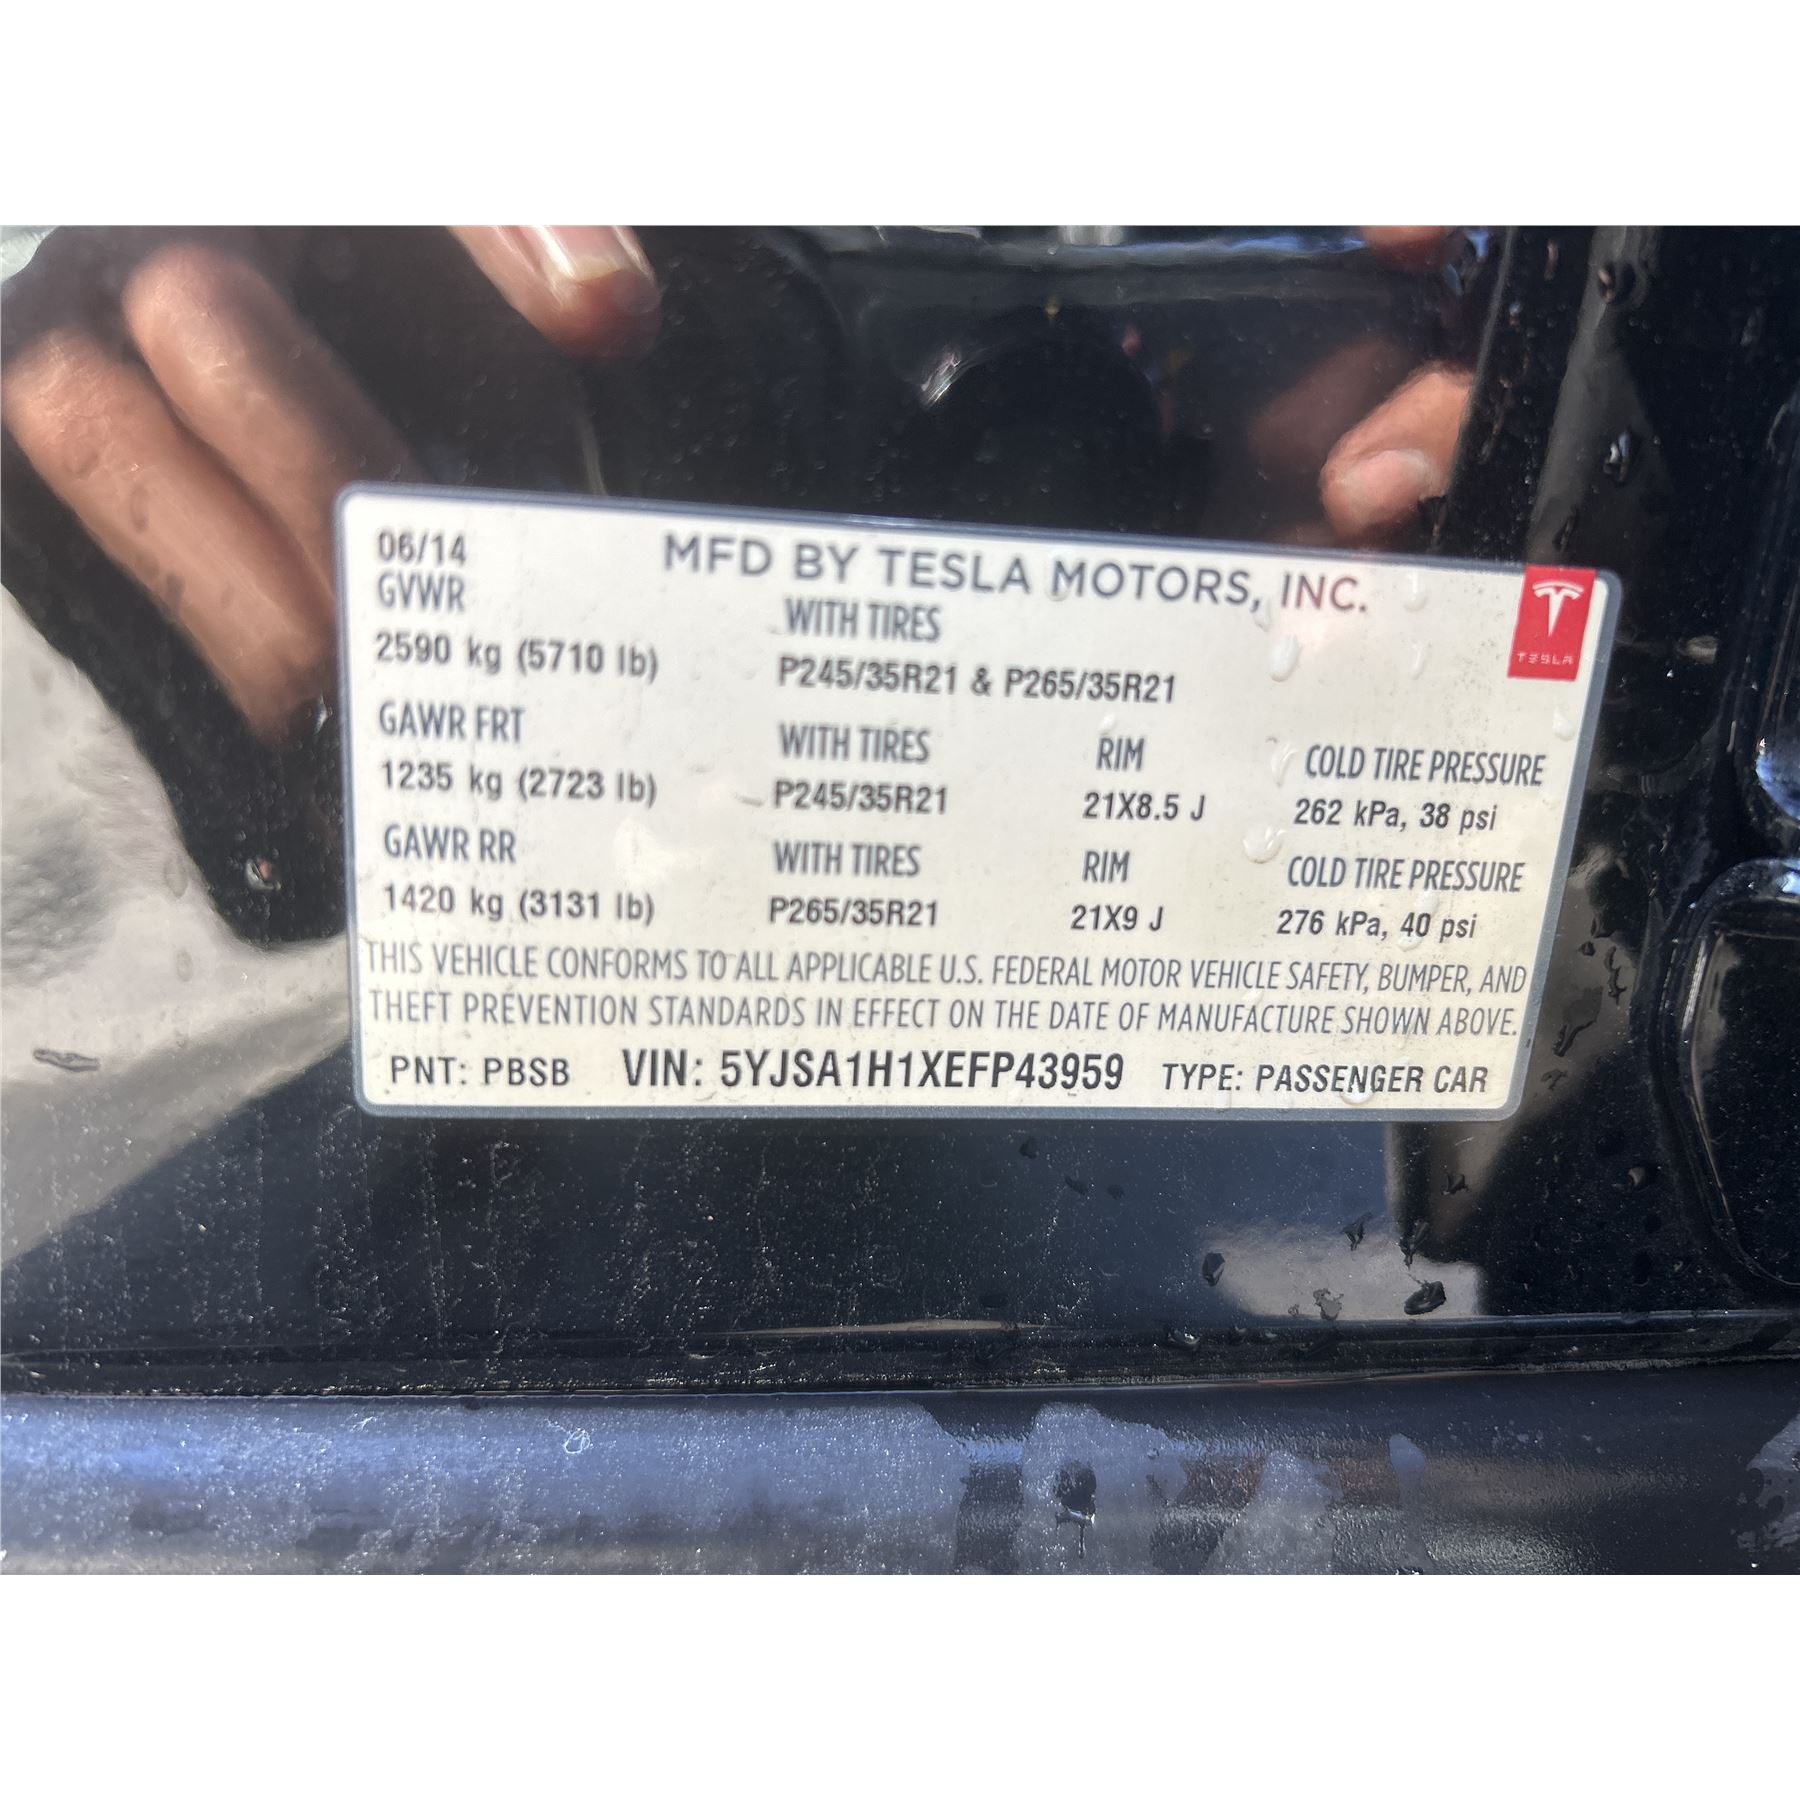 06/14 MFD BY TESLA MOTORS, INC.
GVWR WITH TIRES
2590 kg (5710 lb) P245/35R21 & P265/35R21
TESLA
GAWR FRT WITH TIRES RIM COLD TIRE PRESSURE
1235 kg (2723 lb) P245/35R21 21X8.5 J 262 kPa, 38 psi
GAWR RR WITH TIRES RIM COLD TIRE PRESSURE
1420 kg (3131 lb) P265/35R21 21X9 J 276 kPa, 40 psi
THIS VEHICLE CONFORMS TO ALL APPLICABLE U.S. FEDERAL MOTOR VEHICLE SAFETY, BUMPER, AND
THEFT PREVENTION STANDARDS IN EFFECT ON THE DATE OF MANUFACTURE SHOWN ABOVE.
PNT: PBSB VIN: 5YJSA1H1XEFP43959 TYPE: PASSENGER CAR